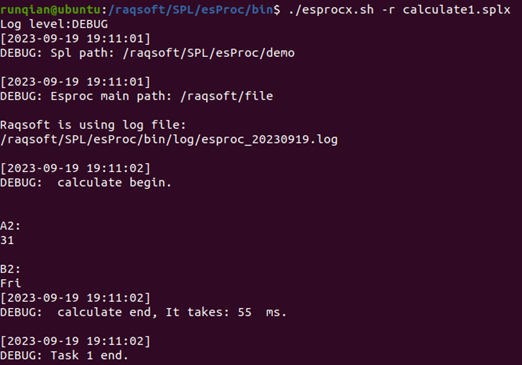 runqian@ubuntu:/raqsoft/SPL/esProc/bin$ ./esprocx.sh -r calculate1.splx
Log level:DEBUG
[2023-09-19 19:11:01]
DEBUG: Spl path: /raqsoft/SPL/esProc/demo
[2023-09-19 19:11:01]
DEBUG: Esproc main path: /raqsoft/file
Raqsoft is using log file:
/raqsoft/SPL/esProc/bin/log/esproc_20230919.log
[2023-09-19 19:11:02]
DEBUG:  calculate begin.
A2:
31
B2:
Fri
[2023-09-19 19:11:02]
DEBUG:  calculate end, It takes: 55  ms.
[2023-09-19 19:11:02]
DEBUG: Task 1 end.